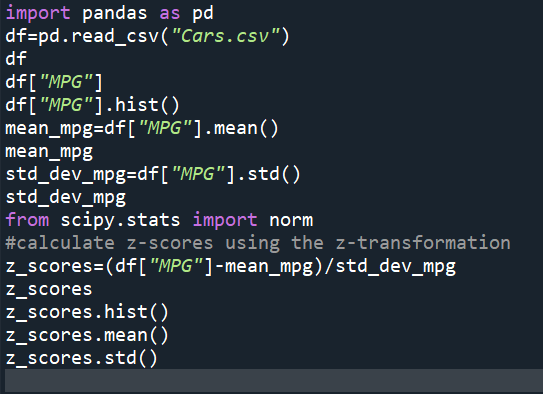 import pandas as pd
df=pd.read_csv("Cars.csv")
df
df["MPG"]
df["MPG"].hist()
mean_mpg=df["MPG"].mean()
mean_mpg
std_dev_mpg=df["MPG"].std()
std_dev_mpg
from scipy.stats import norm
#calculate z-scores using the z-transformation
z_scores=(df["MPG"]-mean_mpg)/std_dev_mpg
z_scores
z_scores.hist()
z_scores.mean()
z_scores.std()